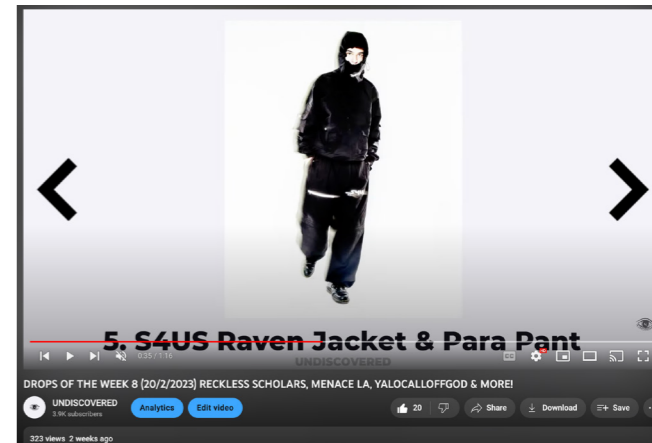 5. S4US Raven Jacket & Para Pant
0:35 / 1:16
CC
UNDISCOVERED
DROPS OF THE WEEK 8 (20/2/2023) RECKLESS SCHOLARS, MENACE LA, YALOCALLOFFGOD & MORE!
UNDISCOVERED
3.9K subscribers
Analytics
Edit video
20
Share
Download
Save
323 views 2 weeks ago